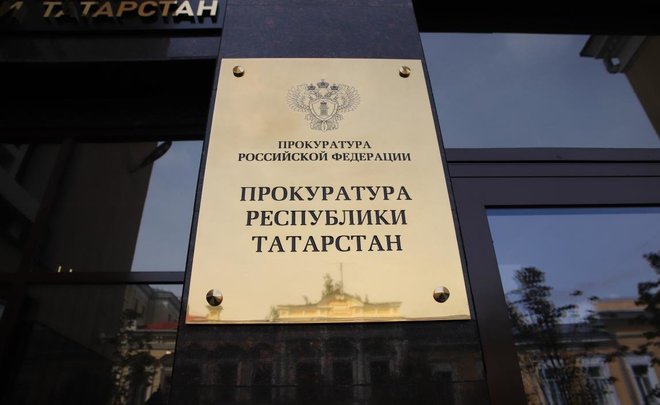 И ТАТАРСТАН
ПРОКУРАТУРА
РОССИЙСКОЙ ФЕДЕРАЦИИ
ПРОКУРАТУРА
РЕСПУБЛИКИ
ТАТАРСТАН